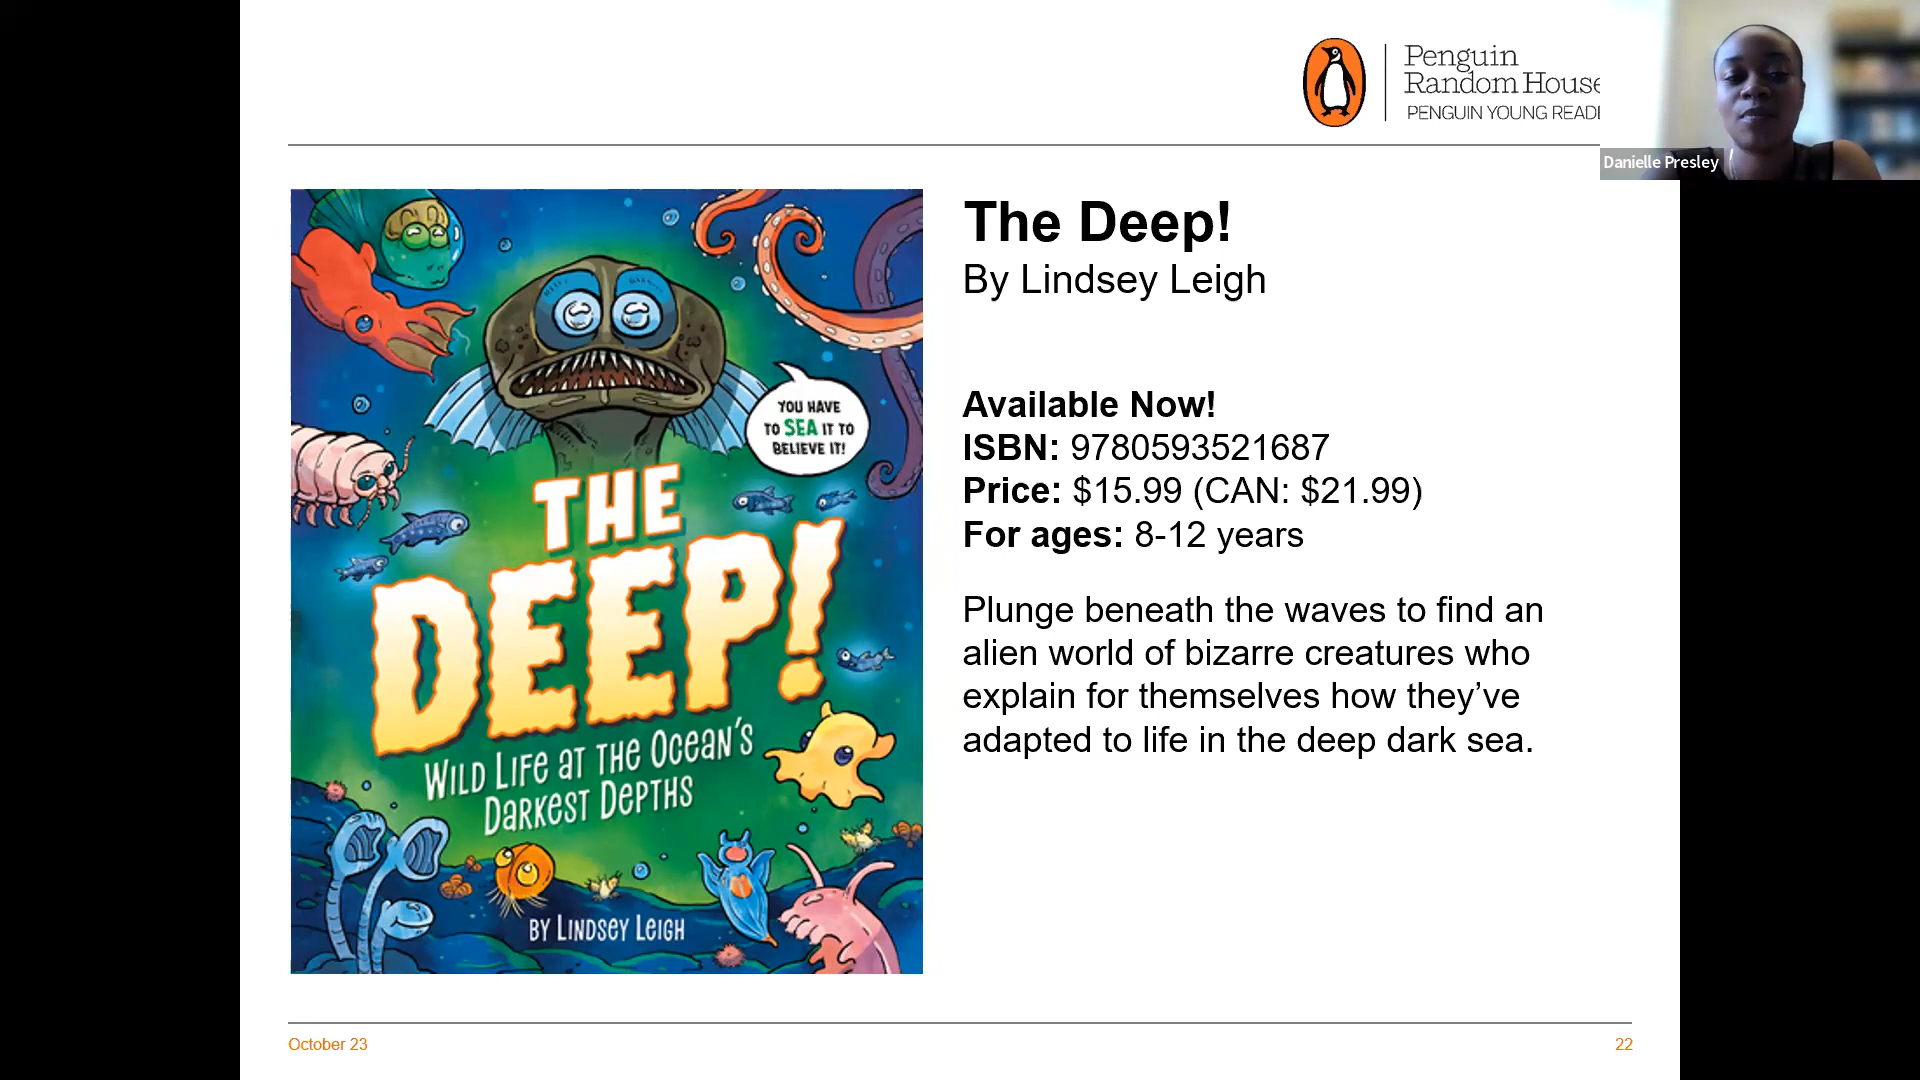 Penguin
Random House
PENGUIN YOUNG READ
Danielle Presley
The Deep!
By Lindsey Leigh
Available Now!
ISBN: 9780593521687
Price: $15.99 (CAN: $21.99)
For ages: 8-12 years
Plunge beneath the waves to find an
alien world of bizarre creatures who
explain for themselves how they’ve
adapted to life in the deep dark sea.
YOU HAVE
TO SEA IT TO
BELIEVE IT!
THE
DEEP!
WILD LIFE AT THE OCEAN'S
DARKEST DEPTHS
BY LINDSEY LEIGH
October 23
22